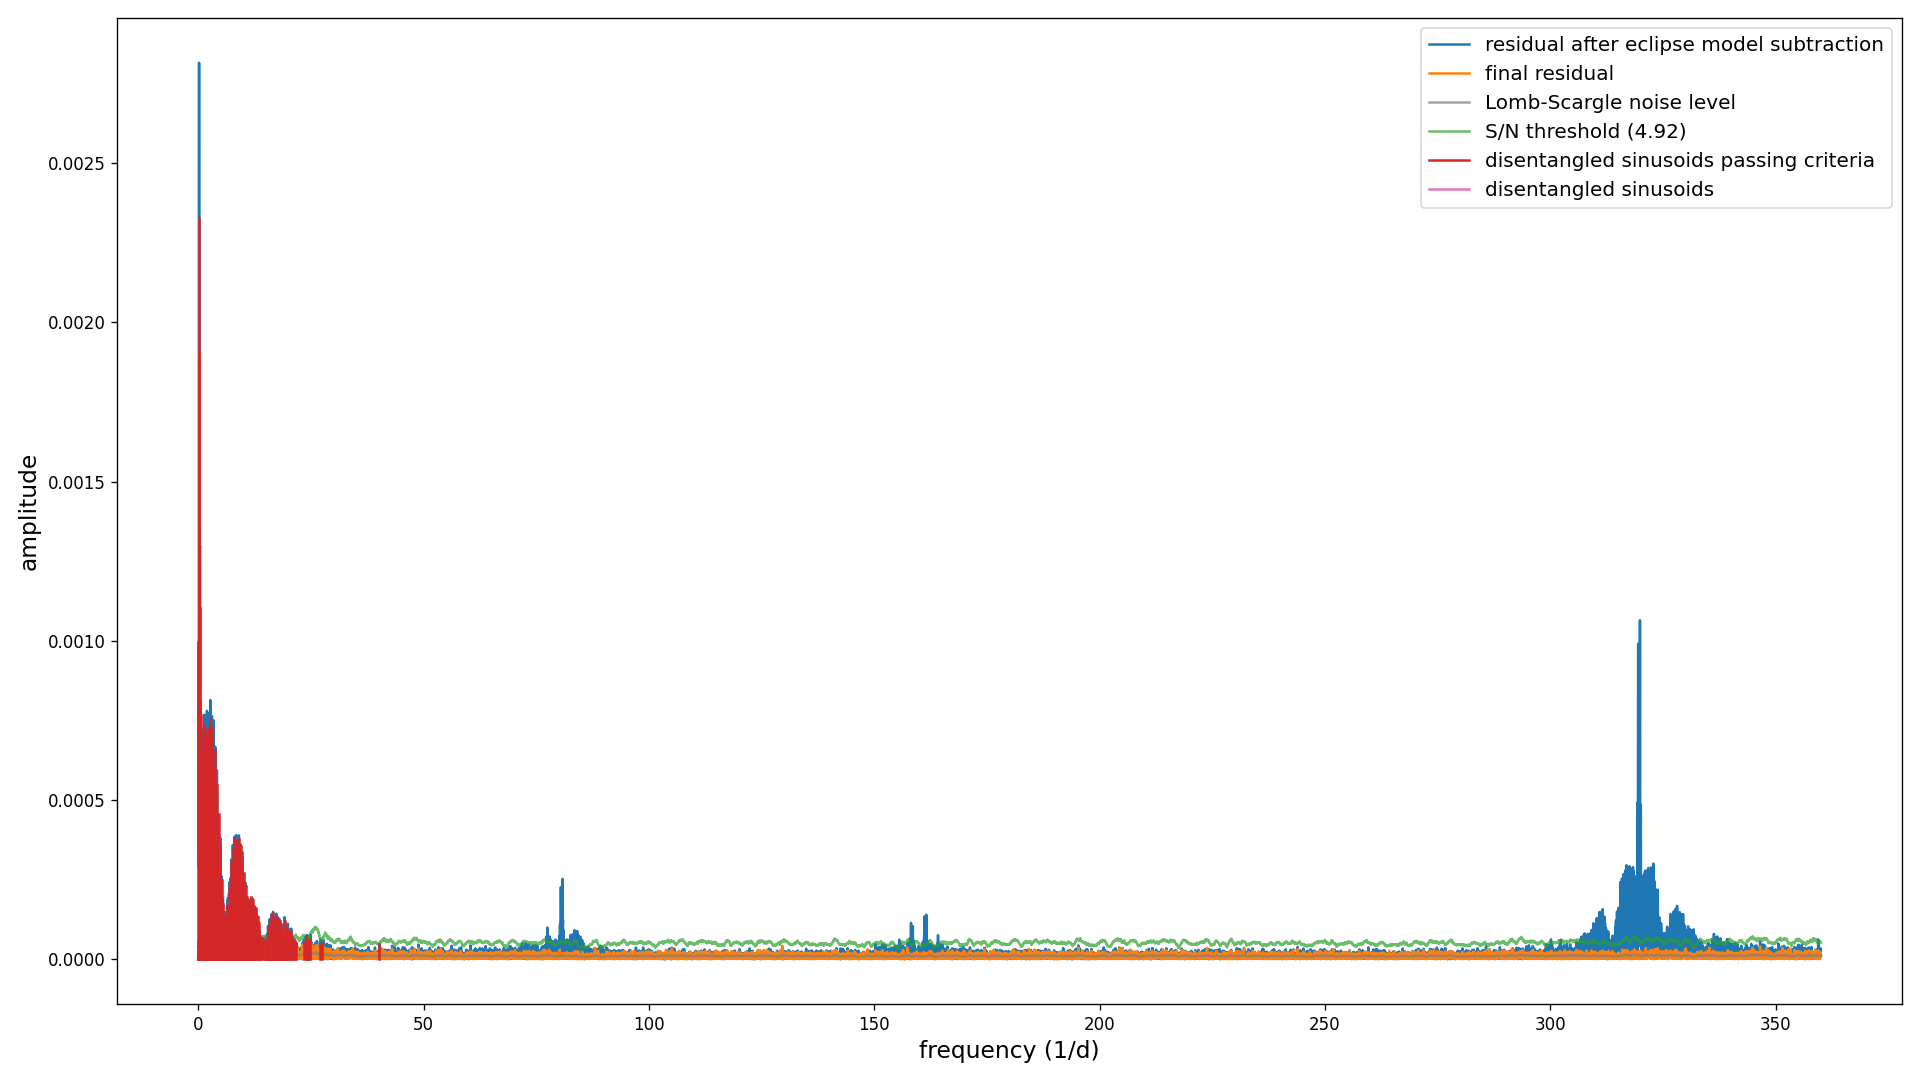 residual after eclipse model subtraction
final residual
Lomb-Scargle noise level
S/N threshold (4.92)
disentangled sinusoids passing criteria
disentangled sinusoids
0.0025
0.0020
0.0015
0.0010
0.0005
0.0000
amplitude
0 50 100 150 200 250 300 350
frequency (1/d)